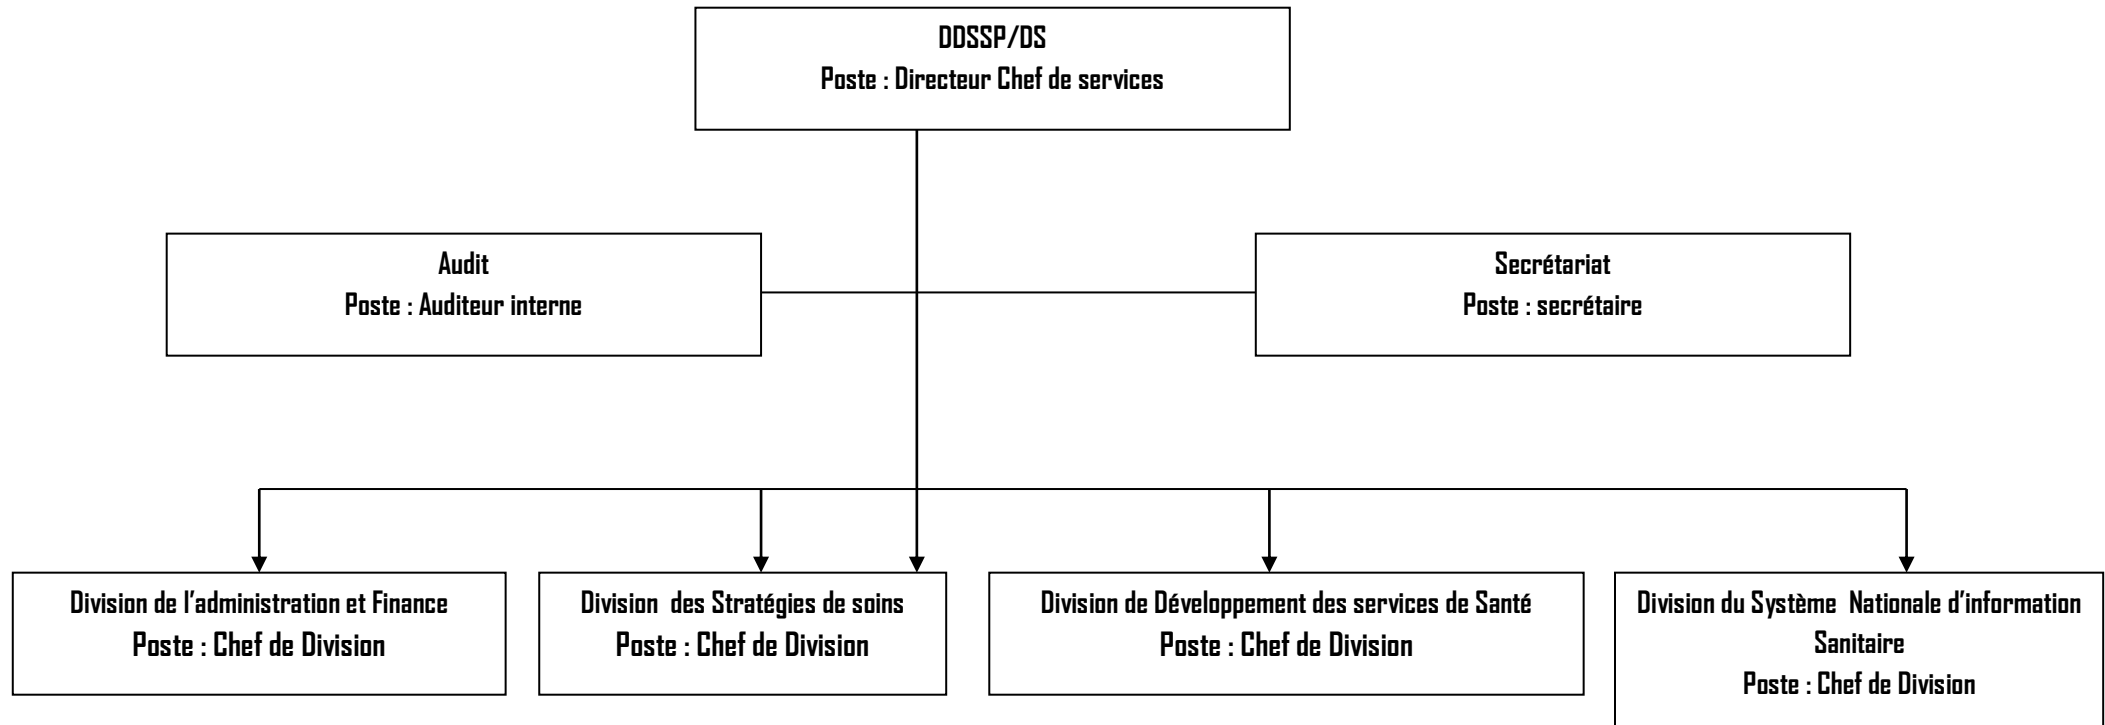 DDSSP/DS
Poste : Directeur Chef de services
Audit
Poste : Auditeur interne
Secrétariat
Poste : secrétaire
Division de l’administration et Finance
Poste : Chef de Division
Division des Stratégies de soins
Poste : Chef de Division
Division de Développement des services de Santé
Poste : Chef de Division
Division du Système Nationale d’information
Sanitaire
Poste : Chef de Division